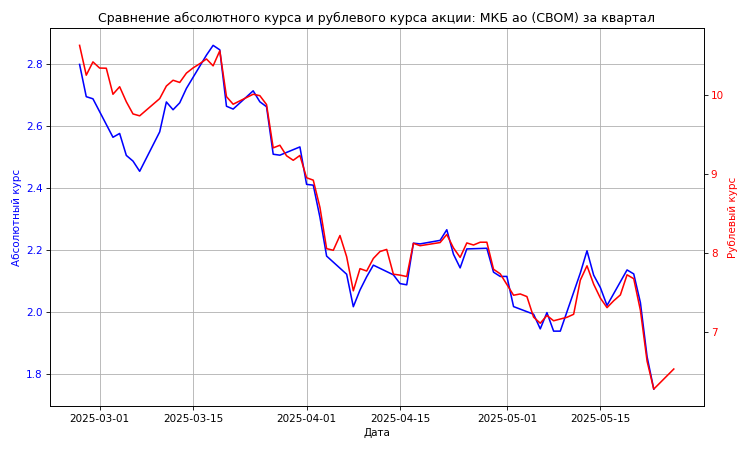 Сравнение абсолютного курса и рублевого курса акции: МКБ ао (CBOM) за квартал
2.8
2.6
2.4
2.2
2.0
1.8
Абсолютный курс
10
9
8
7
Рублевый курс
2025-03-01 2025-03-15 2025-04-01 2025-04-15 2025-05-01 2025-05-15
Дата